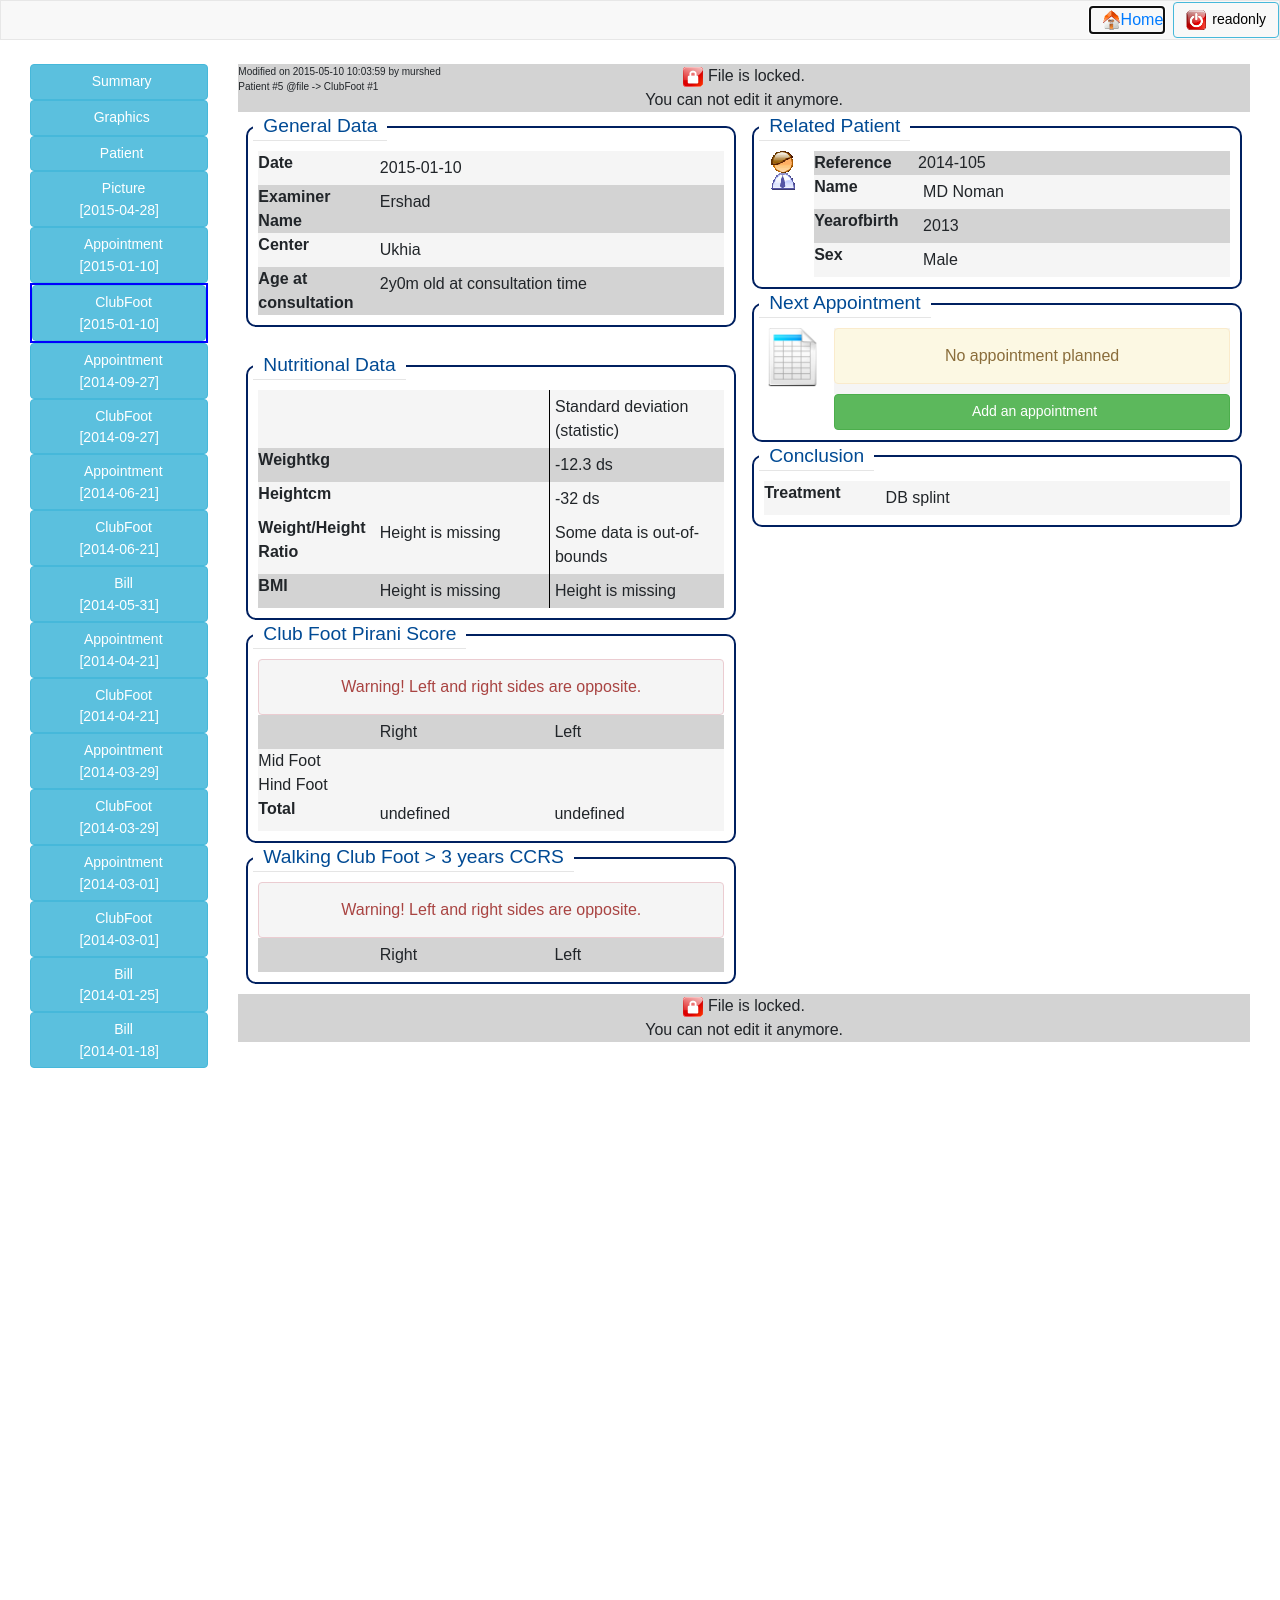 Home
readonly
Summary
Graphics
Patient
Picture
[2015-04-28]
Appointment
[2015-01-10]
ClubFoot
[2015-01-10]
Appointment
[2014-09-27]
ClubFoot
[2014-09-27]
Appointment
[2014-06-21]
ClubFoot
[2014-06-21]
Bill
[2014-05-31]
Appointment
[2014-04-21]
ClubFoot
[2014-04-21]
Appointment
[2014-03-29]
ClubFoot
[2014-03-29]
Appointment
[2014-03-01]
ClubFoot
[2014-03-01]
Bill
[2014-01-25]
Bill
[2014-01-18]
Modified on 2015-05-10 10:03:59 by murshed
Patient #5 @file -> ClubFoot #1
File is locked.
You can not edit it anymore.
General Data
Date 2015-01-10
Examiner Ershad
Name
Center Ukhia
Age at 2y0m old at consultation time
consultation
Nutritional Data
Standard deviation
(statistic)
Weightkg -12.3 ds
Heightcm -32 ds
Weight/Height Height is missing Some data is out-of-
Ratio bounds
BMI Height is missing Height is missing
Club Foot Pirani Score
Warning! Left and right sides are opposite.
Right Left
Mid Foot
Hind Foot
Total undefined undefined
Walking Club Foot > 3 years CCRS
Warning! Left and right sides are opposite.
Right Left
Related Patient
Reference 2014-105
Name MD Noman
Yearofbirth 2013
Sex Male
Next Appointment
No appointment planned
Add an appointment
Conclusion
Treatment DB splint
File is locked.
You can not edit it anymore.